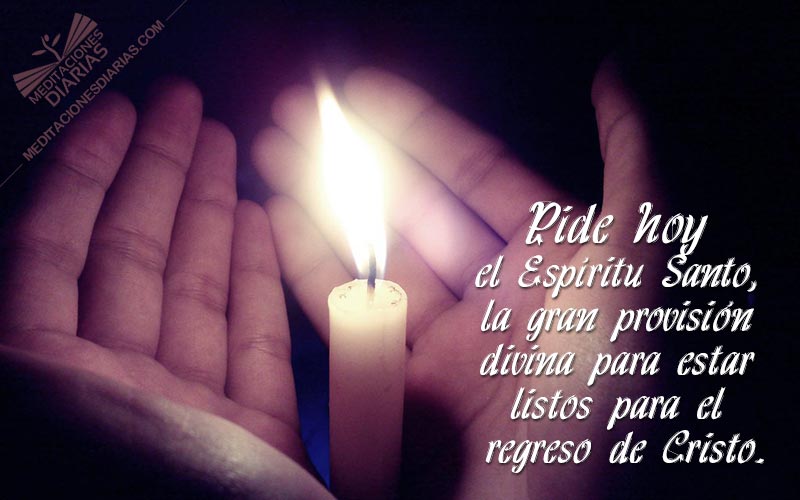 MEDITACIONES
DIARIAS
MEDITACIONESDIARIAS.COM
Pide hoy
el Espiritu Santo,
la gran provisión
divina para estar
listos para el
regreso de Cristo.